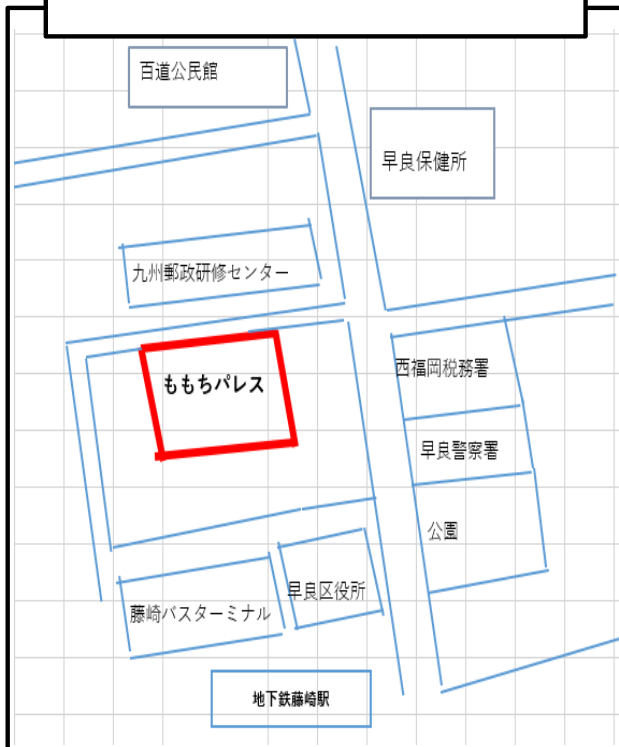 百道公民館
早良保健所
九州郵政研修センター
ももちパレス
西福岡税務署
早良警察署
公園
早良区役所
藤崎バスターミナル
地下鉄藤崎駅